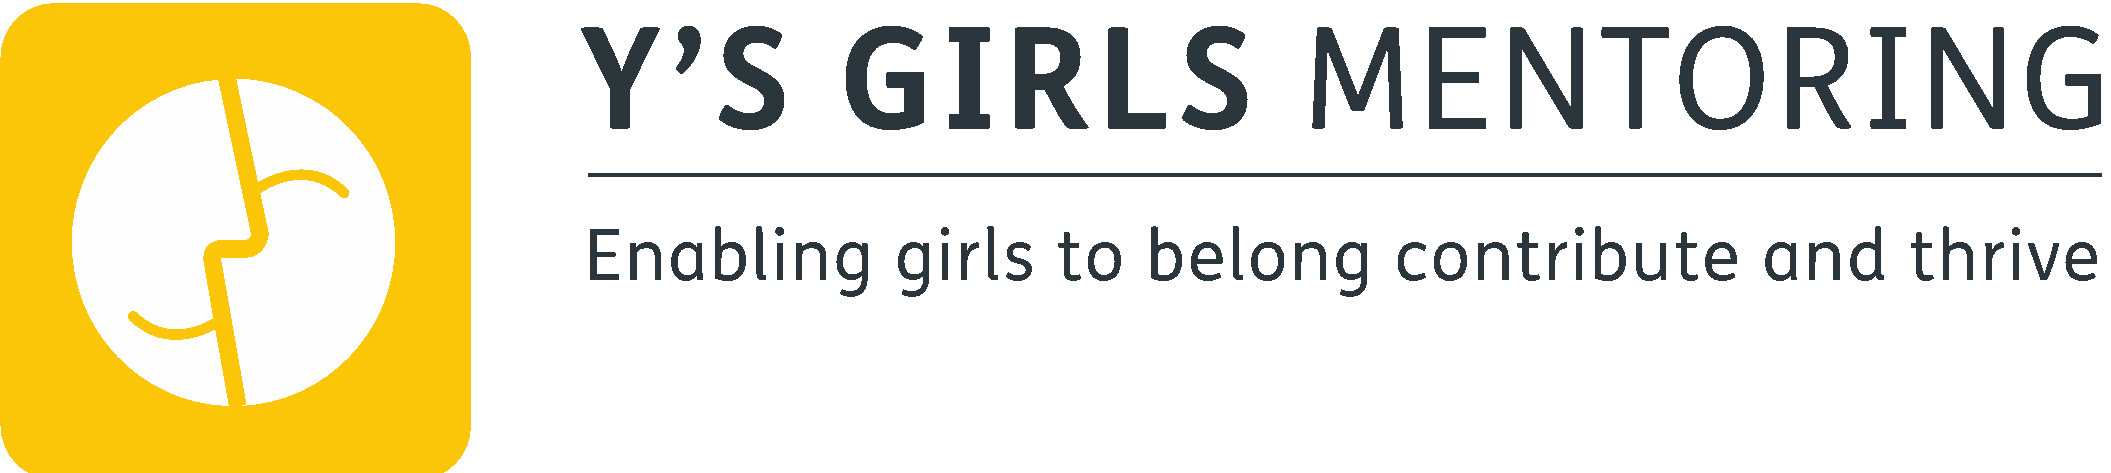 Y’S GIRLS MENTORING
Enabling girls to belong contribute and thrive